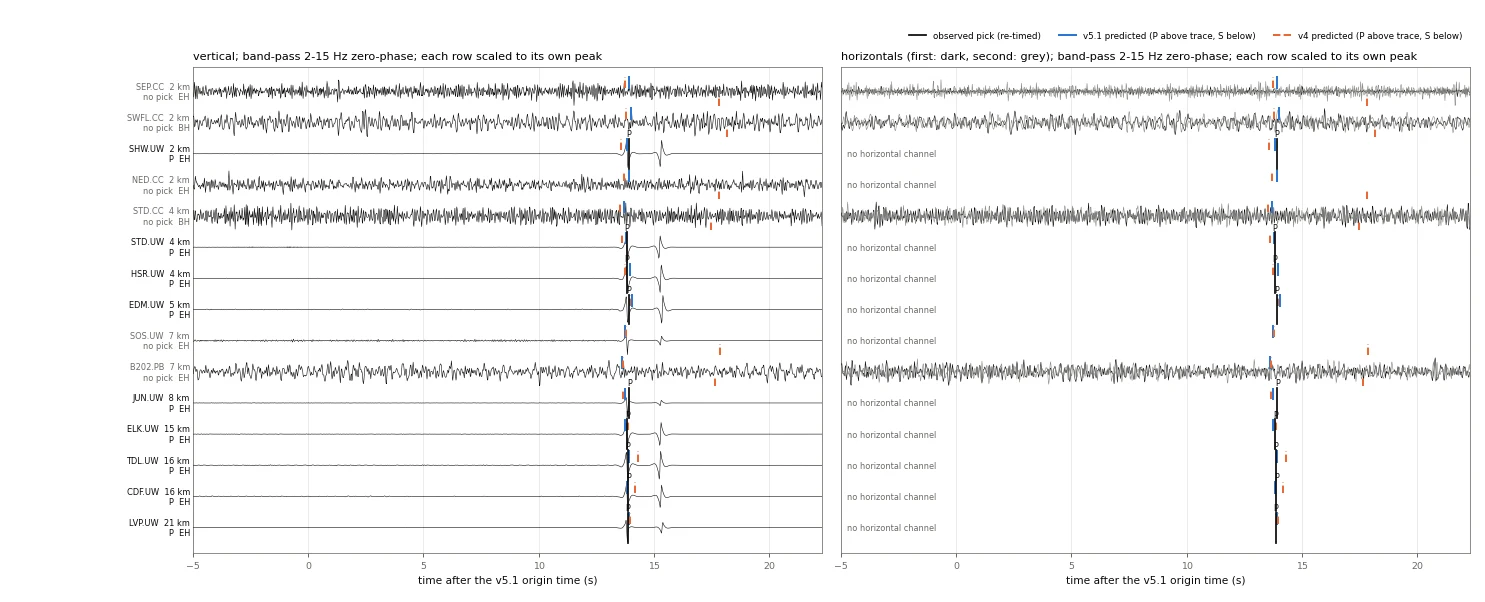 observed pick (re-timed)
v5.1 predicted (P above trace, S below)
v4 predicted (P above trace, S below)
vertical; band-pass 2-15 Hz zero-phase; each row scaled to its own peak
horizontals (first: dark, second: grey); band-pass 2-15 Hz zero-phase; each row scaled to its own peak
SEP.CC 2 km
no pick EH
SWFL.CC 2 km
no pick BH
SHW.UW 2 km
P EH
NED.CC 2 km
no pick EH
STD.CC 4 km
no pick BH
STD.UW 4 km
P EH
HSR.UW 4 km
P EH
EDM.UW 5 km
P EH
SOS.UW 7 km
no pick EH
B202.PB 7 km
no pick EH
JUN.UW 8 km
P EH
ELK.UW 15 km
P EH
TDL.UW 16 km
P EH
CDF.UW 16 km
P EH
LVP.UW 21 km
P EH
P
P
P
P
P
P
P
P
P
−5
0
5
10
15
20
time after the v5.1 origin time (s)
no horizontal channel
no horizontal channel
no horizontal channel
no horizontal channel
no horizontal channel
no horizontal channel
no horizontal channel
no horizontal channel
no horizontal channel
no horizontal channel
no horizontal channel
P
P
P
P
P
P
P
P
P
−5
0
5
10
15
20
time after the v5.1 origin time (s)